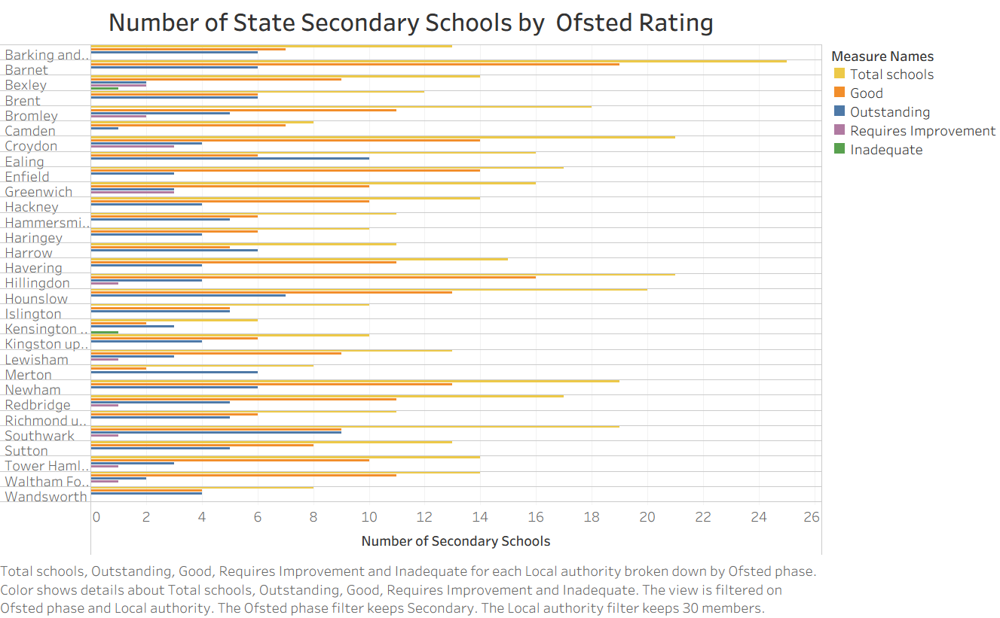 Number of State Secondary Schools by  Ofsted Rating
Barking and..
Barnet
Bexley
Brent
Bromley
Camden
Croydon
Ealing
Enfield
Greenwich
Hackney
Hammersmi..
Haringey
Harrow
Havering
Hillingdon
Hounslow
Islington
Kensington ..
Kingston up..
Lewisham
Merton
Newham
Redbridge
Richmond u..
Southwark
Sutton
Tower Haml..
Waltham Fo..
Wandsworth
0 2 4 6 8 10 12 14 16 18 20 22 24 26
Number of Secondary Schools
Measure Names
Total schools
Good
Outstanding
Requires Improvement
Inadequate
Total schools, Outstanding, Good, Requires Improvement and Inadequate for each Local authority broken down by Ofsted phase.
Color shows details about Total schools, Outstanding, Good, Requires Improvement and Inadequate. The view is filtered on
Ofsted phase and Local authority. The Ofsted phase filter keeps Secondary. The Local authority filter keeps 30 members.